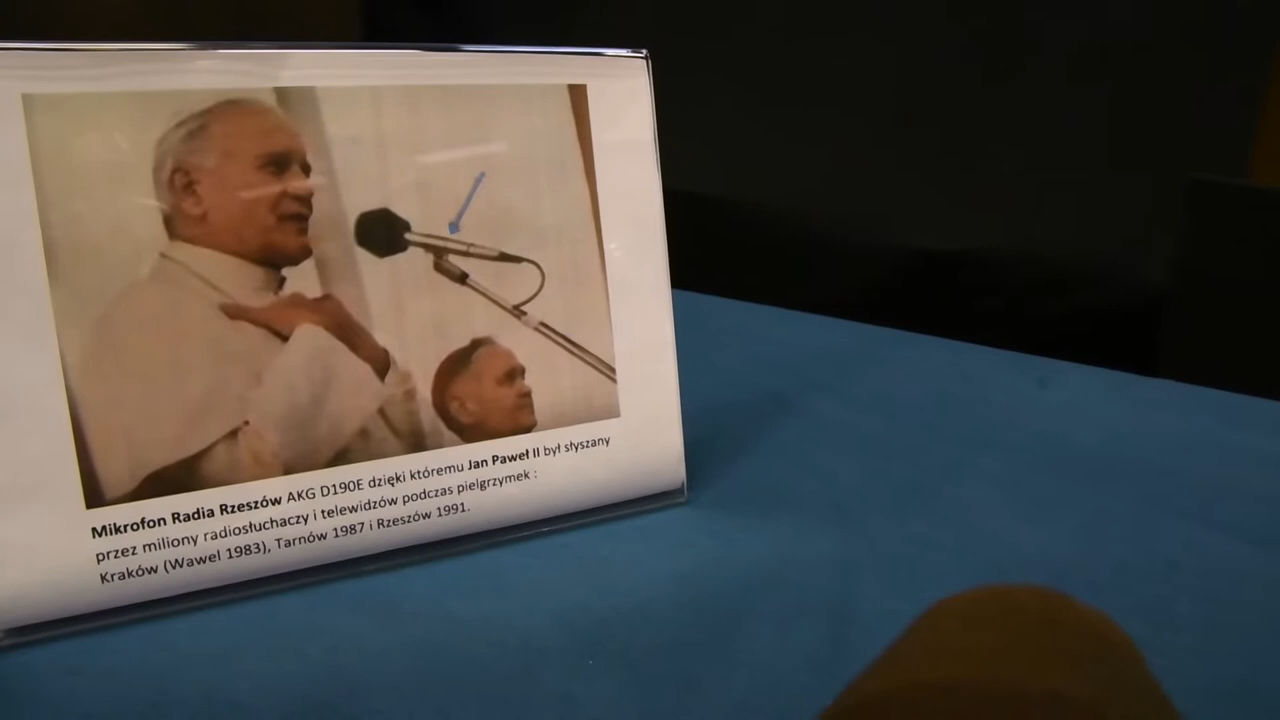 Mikrofon Radia Rzeszów AKG D190E dzięki któremu Jan Paweł II był słyszany
przez miliony radiosłuchaczy i telewidzów podczas pielgrzymek :
Kraków (Wawel 1983), Tarnów 1987 i Rzeszów 1991.